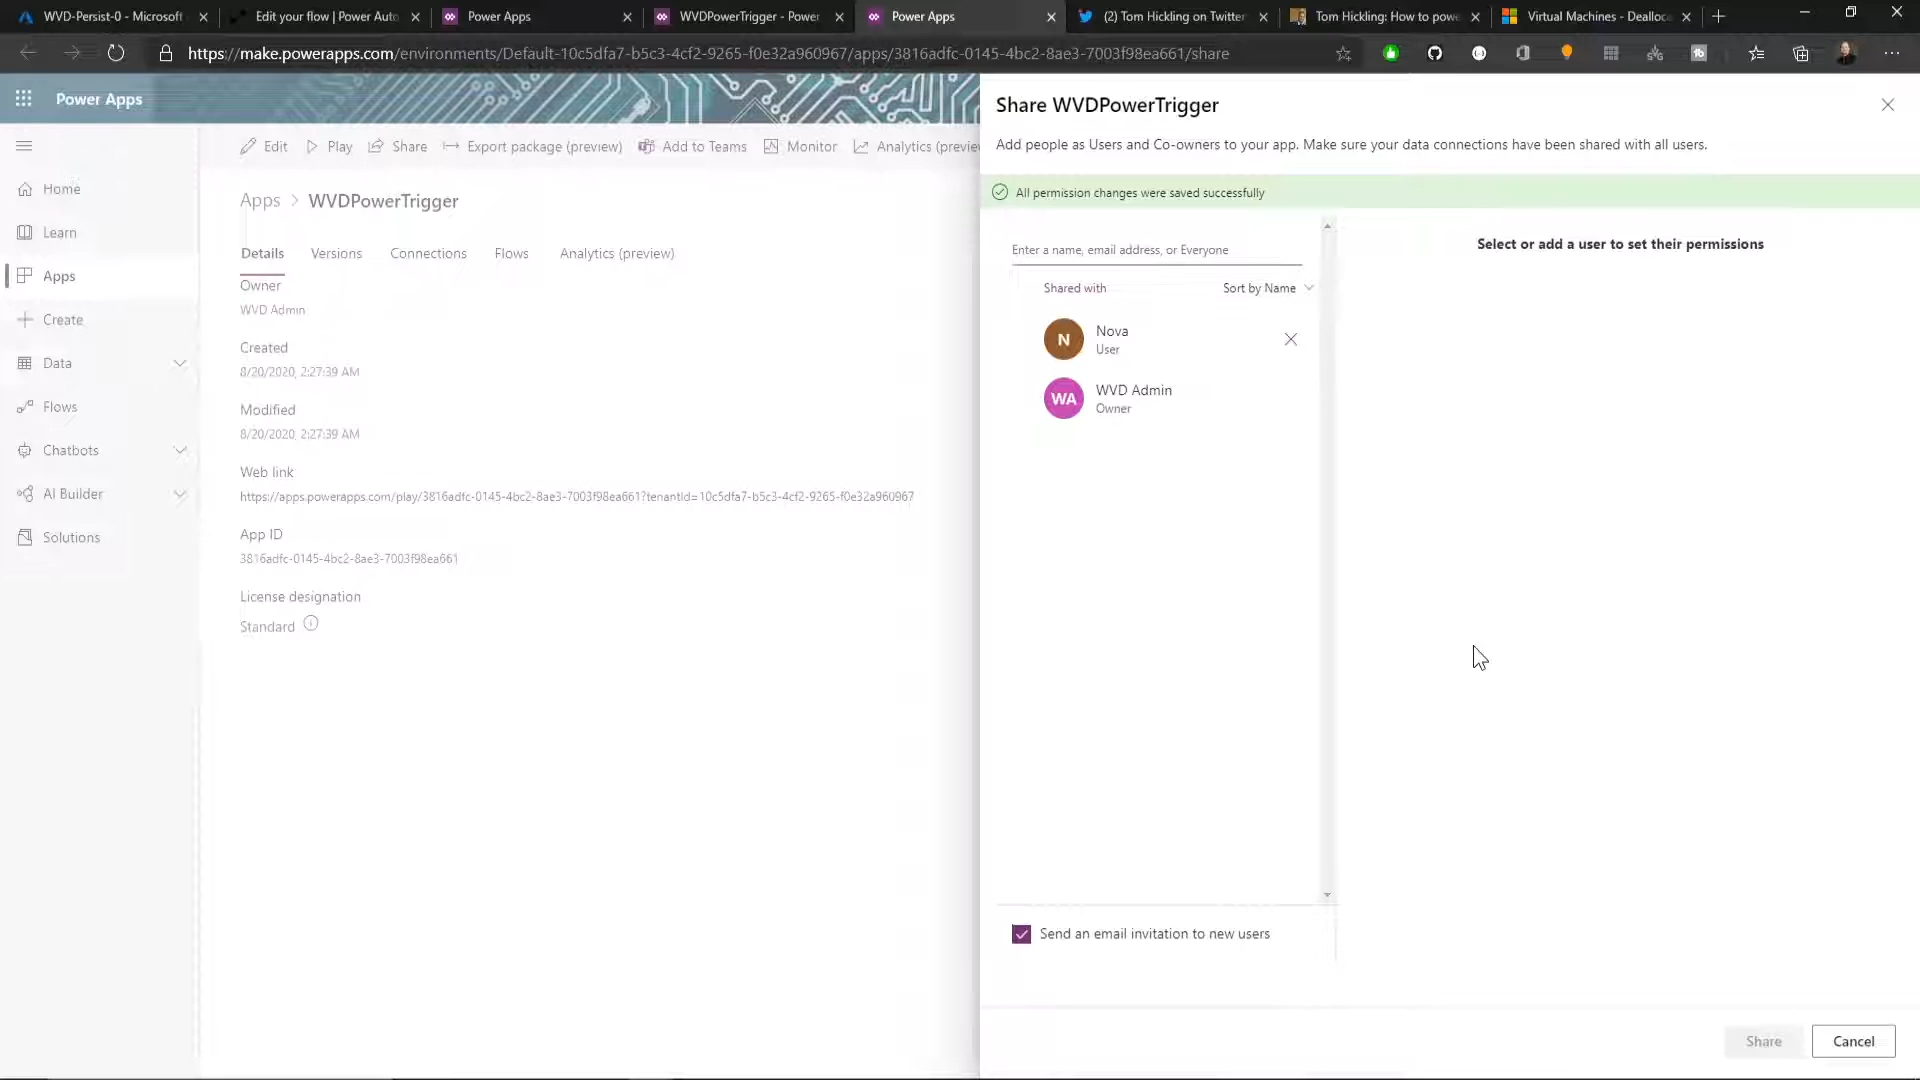 WVD-Persist-0 - Microsoft
Edit your flow | Power Auto
Power Apps
WVDPowerTrigger - Power
Power Apps
(2) Tom Hickling on Twitter
Tom Hickling: How to powe
Virtual Machines - Dealloca
https://make.powerapps.com/environments/Default-10c5dfa7-b5c3-4cf2-9265-f0e32a960967/apps/3816adfc-0145-4bc2-8ae3-7003f98ea661/share
Power Apps
Home
Learn
Apps
Create
Data
Flows
Chatbots
AI Builder
Solutions
Edit
Play
Share
Export package (preview)
Add to Teams
Monitor
Analytics (previe
Apps > WVDPowerTrigger
Details
Versions
Connections
Flows
Analytics (preview)
Owner
WVD Admin
Created
8/20/2020, 2:27:39 AM
Modified
8/20/2020, 2:27:39 AM
Web link
https://apps.powerapps.com/play/3816adfc-0145-4bc2-8ae3-7003f98ea661?tenantId=10c5dfa7-b5c3-4cf2-9265-f0e32a960967
App ID
3816adfc-0145-4bc2-8ae3-7003f98ea661
License designation
Standard
Share WVDPowerTrigger
Add people as Users and Co-owners to your app. Make sure your data connections have been shared with all users.
All permission changes were saved successfully
Enter a name, email address, or Everyone
Shared with
Sort by Name
N
Nova
User
WA
WVD Admin
Owner
Select or add a user to set their permissions
Send an email invitation to new users
Share
Cancel